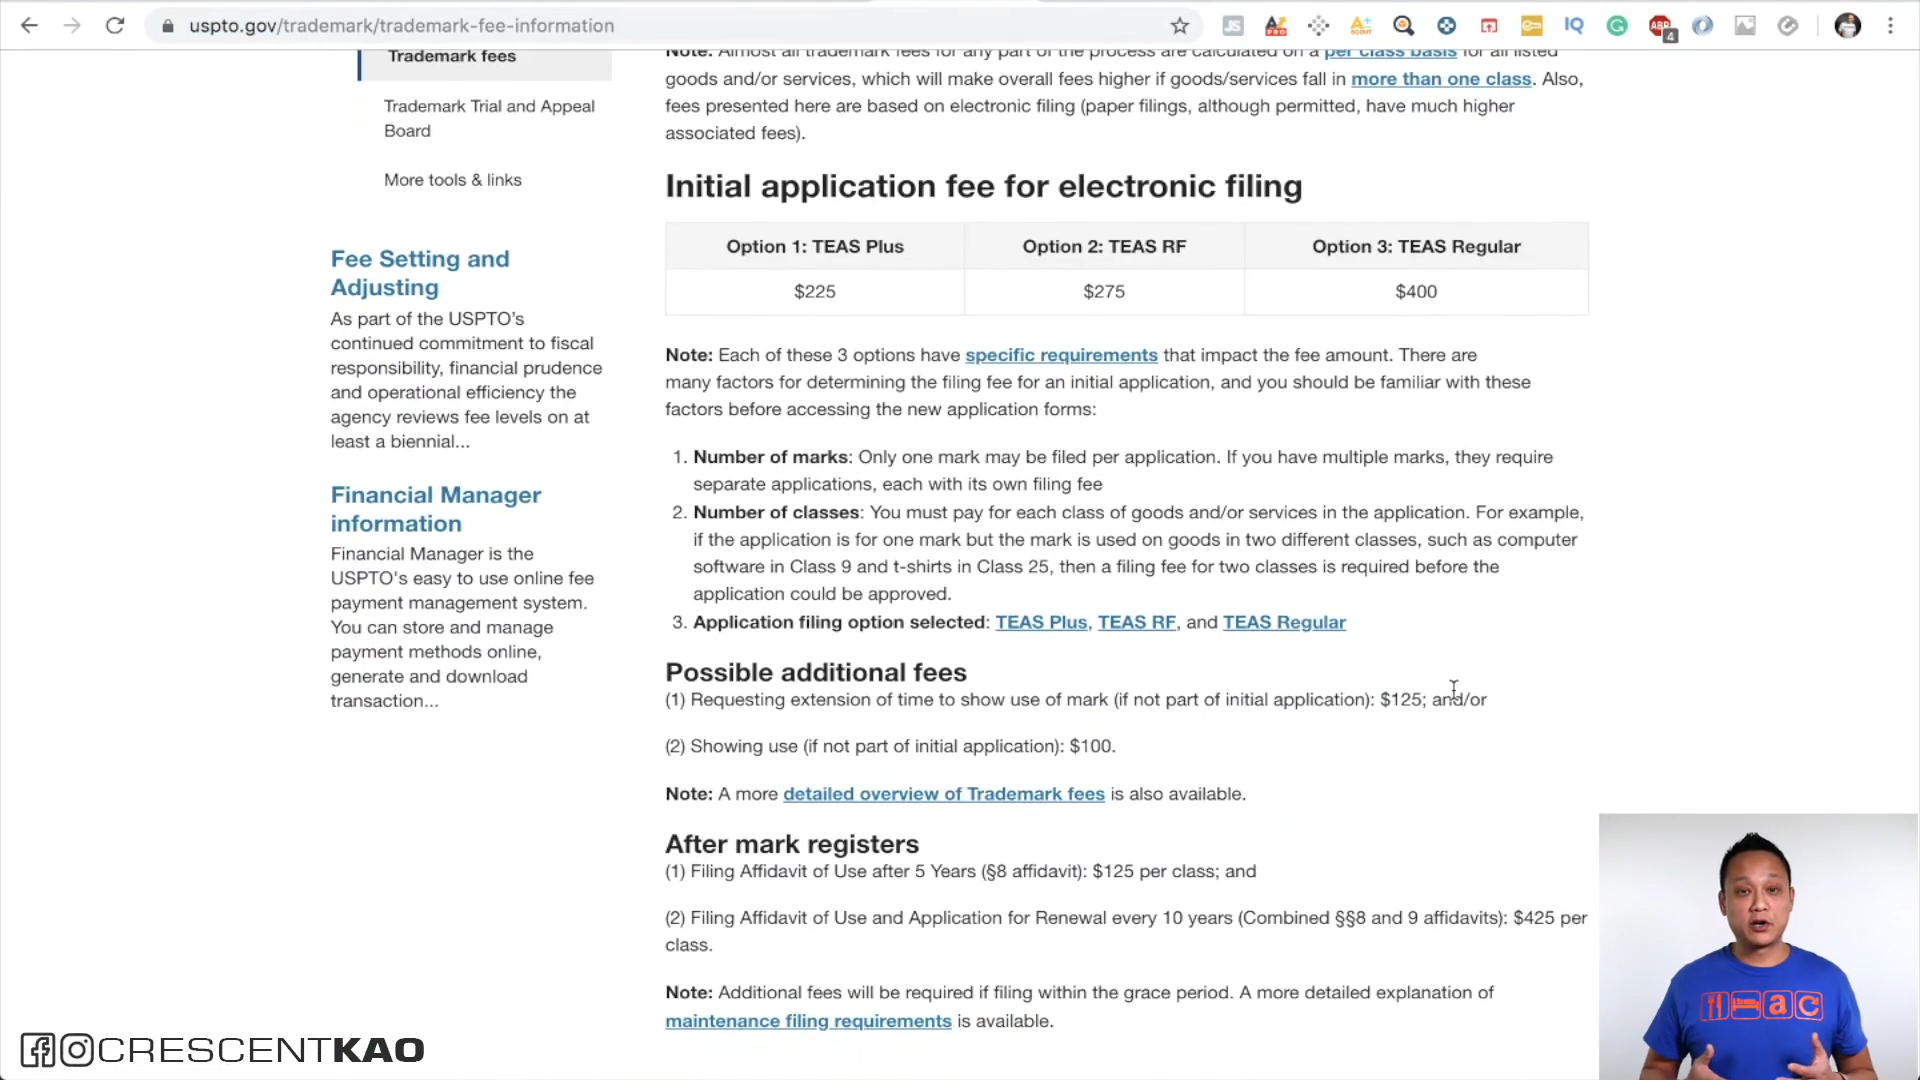 uspto.gov/trademark/trademark-fee-information
4
Trademark fees
Trademark Trial and Appeal
Board
More tools & links
Fee Setting and
Adjusting
As part of the USPTO's
continued commitment to fiscal
responsibility, financial prudence
and operational efficiency the
agency reviews fee levels on at
least a biennial...
Financial Manager
information
Financial Manager is the
USPTO's easy to use online fee
payment management system.
You can store and manage
payment methods online,
generate and download
transaction...
Note: Almost all trademark fees for any part of the process are calculated on a per class basis for all listed
goods and/or services, which will make overall fees higher if goods/services fall in more than one class. Also,
fees presented here are based on electronic filing (paper filings, although permitted, have much higher
associated fees).
Initial application fee for electronic filing
Option 1: TEAS Plus Option 2: TEAS RF Option 3: TEAS Regular
$225 $275 $400
Note: Each of these 3 options have specific requirements that impact the fee amount. There are
many factors for determining the filing fee for an initial application, and you should be familiar with these
factors before accessing the new application forms:
1. Number of marks: Only one mark may be filed per application. If you have multiple marks, they require
separate applications, each with its own filing fee
2. Number of classes: You must pay for each class of goods and/or services in the application. For example,
if the application is for one mark but the mark is used on goods in two different classes, such as computer
software in Class 9 and t-shirts in Class 25, then a filing fee for two classes is required before the
application could be approved.
3. Application filing option selected: TEAS Plus, TEAS RF, and TEAS Regular
Possible additional fees
(1) Requesting extension of time to show use of mark (if not part of initial application): $125; and/or
(2) Showing use (if not part of initial application): $100.
Note: A more detailed overview of Trademark fees is also available.
After mark registers
(1) Filing Affidavit of Use after 5 Years (§8 affidavit): $125 per class; and
(2) Filing Affidavit of Use and Application for Renewal every 10 years (Combined §§8 and 9 affidavits): $425 per
class.
Note: Additional fees will be required if filing within the grace period. A more detailed explanation of
maintenance filing requirements is available.
CRESCENTKAO